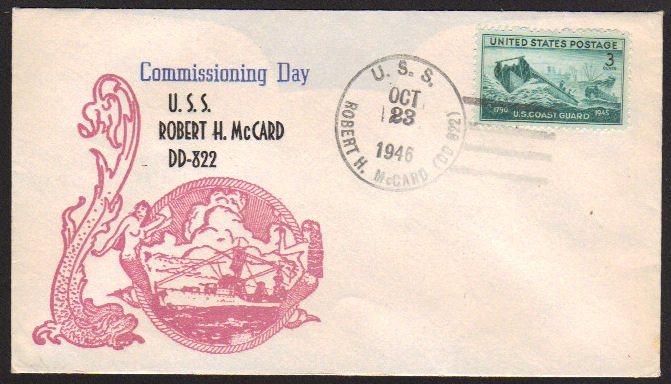 Commissioning Day
U.S.S.
ROBERT H. McCARD
DD-822
U. S. S.
OCT
23
1946
ROBERT H. McCARD (DD 822)
UNITED STATES POSTAGE
3
CENTS
1790 1945
U.S. COAST GUARD